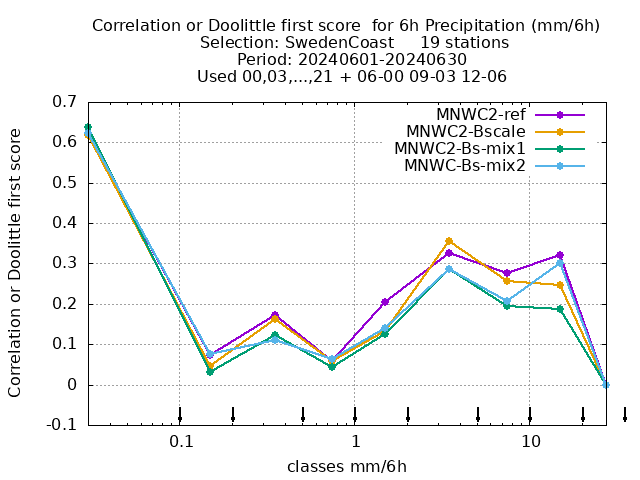 Correlation or Doolittle first score  for 6h Precipitation (mm/6h)
Selection: SwedenCoast     19 stations
Period: 20240601-20240630
Used 00,03,...,21 + 06-00 09-03 12-06
Correlation or Doolittle first score
0.7
0.6
0.5
0.4
0.3
0.2
0.1
0
-0.1
MNWC2-ref
MNWC2-Bscale
MNWC2-Bs-mix1
MNWC-Bs-mix2
0.1 1 10
classes mm/6h